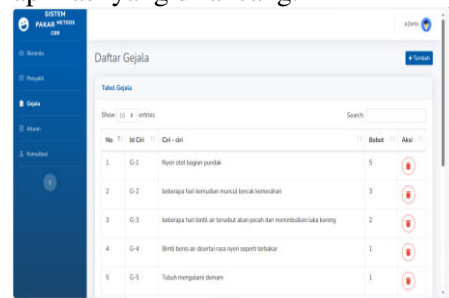 SISTEM
PAKAR METODE
CBR
ADMIN
Beranda
Penyakit
Gejala
Aturan
Konsultasi
Daftar Gejala
+ Tambah
Tabel Gejala
Show 10 entries
Search:
No Id Ciri Ciri - ciri Bobot Aksi
1 G-1 Nyeri otot bagian pundak 5
2 G-2 beberapa hari kemudian muncul bercak kemerahan 3
3 G-3 beberapa hari bintil air tersebut akan pecah dan menimbulkan luka koreng 2
4 G-4 Bintil berisi air disertai rasa nyeri seperti terbakar 1
5 G-5 Tubuh mengalami demam 1